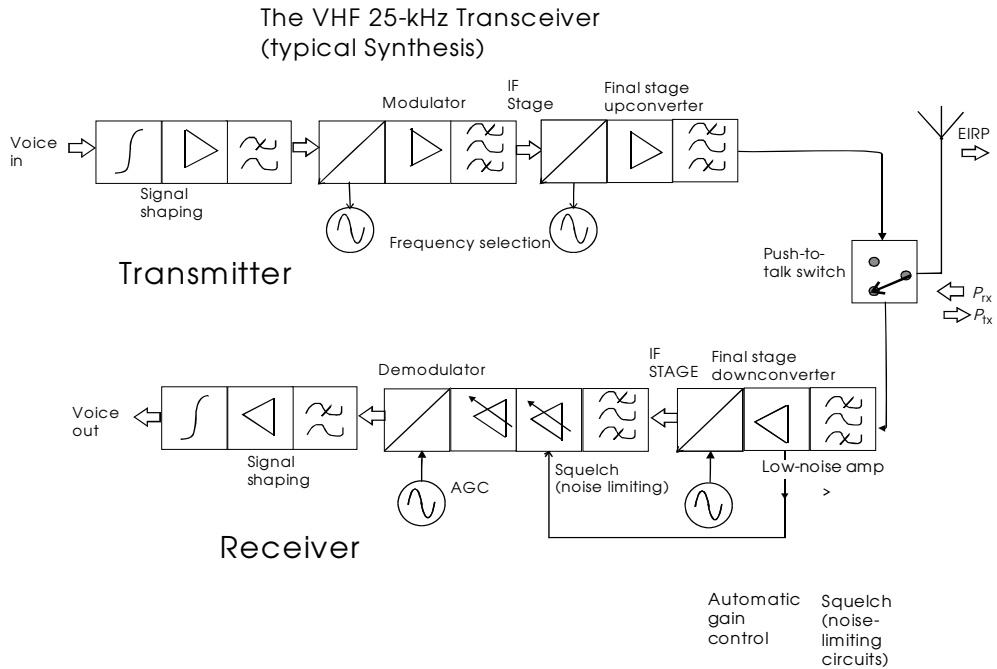 The VHF 25-kHz Transceiver
(typical Synthesis)
Voice
in
Signal
shaping
Modulator
IF
Stage
Final stage
upconverter
EIRP
Frequency selection
Transmitter
Push-to-
talk switch
Prx
Ptx
Voice
out
Signal
shaping
Demodulator
AGC
Squelch
(noise limiting)
IF
STAGE
Final stage
downconverter
Low-noise amp
>
Receiver
Automatic
gain
control
Squelch
(noise-
limiting
circuits)